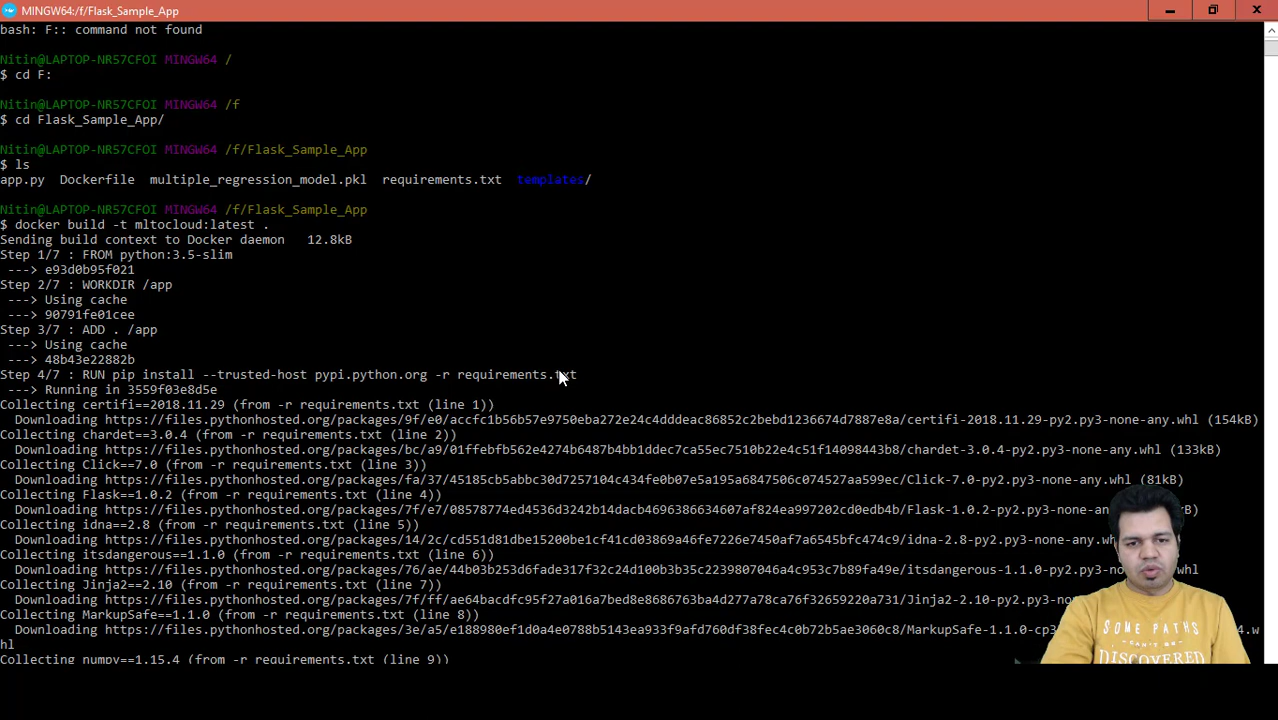 MINGW64:/f/Flask_Sample_App
bash: F:: command not found
Nitin@LAPTOP-NR57CFOI MINGW64 /
$ cd F:
Nitin@LAPTOP-NR57CFOI MINGW64 /f
$ cd Flask_Sample_App/
Nitin@LAPTOP-NR57CFOI MINGW64 /f/Flask_Sample_App
$ ls
app.py Dockerfile multiple_regression_model.pkl requirements.txt templates/
Nitin@LAPTOP-NR57CFOI MINGW64 /f/Flask_Sample_App
$ docker build -t mltocloud:latest .
Sending build context to Docker daemon 12.8kB
Step 1/7 : FROM python:3.5-slim
---> e93d0b95f021
Step 2/7 : WORKDIR /app
---> Using cache
---> 90791fe01cee
Step 3/7 : ADD . /app
---> Using cache
---> 48b43e22882b
Step 4/7 : RUN pip install --trusted-host pypi.python.org -r requirements.txt
---> Running in 3559f03e8d5e
Collecting certifi==2018.11.29 (from -r requirements.txt (line 1))
Downloading https://files.pythonhosted.org/packages/9f/e0/accfc1b56b57e9750eba272e24c4dddeac86852c2bebd1236674d7887e8a/certifi-2018.11.29-py2.py3-none-any.whl (154kB)
Collecting chardet==3.0.4 (from -r requirements.txt (line 2))
Downloading https://files.pythonhosted.org/packages/bc/a9/01ffebfb562e4274b6487b4bb1ddec7ca55ec7510b22e4c51f14098443b8/chardet-3.0.4-py2.py3-none-any.whl (133kB)
Collecting Click==7.0 (from -r requirements.txt (line 3))
Downloading https://files.pythonhosted.org/packages/fa/37/45185cb5abbc30d7257104c434fe0b07e5a195a6847506c074527aa599ec/Click-7.0-py2.py3-none-any.whl (81kB)
Collecting Flask==1.0.2 (from -r requirements.txt (line 4))
Downloading https://files.pythonhosted.org/packages/7f/e7/08578774ed4536d3242b14dacb4696386634607af824ea997202cd0edb4b/Flask-1.0.2-py2.py3-none-a B)
Collecting idna==2.8 (from -r requirements.txt (line 5))
Downloading https://files.pythonhosted.org/packages/14/2c/cd551d81dbe15200be1cf41cd03869a46fe7226e7450af7a6545bfc474c9/idna-2.8-py2.py3-none-any.wh )
Collecting itsdangerous==1.1.0 (from -r requirements.txt (line 6))
Downloading https://files.pythonhosted.org/packages/76/ae/44b03b253d6fade317f32c24d100b3b35c2239807046a4c953c7b89fa49e/itsdangerous-1.1.0-py2.py3-none-any.whl
Collecting Jinja2==2.10 (from -r requirements.txt (line 7))
Downloading https://files.pythonhosted.org/packages/7f/ff/ae64bacdfc95f27a016a7bed8e8686763ba4d277a78ca76f32659220a731/Jinja2-2.10-py2.py3-no
Collecting MarkupSafe==1.1.0 (from -r requirements.txt (line 8))
Downloading https://files.pythonhosted.org/packages/3e/a5/e188980ef1d0a4e0788b5143ea933f9afd760df38fec4c0b72b5ae3060c8/MarkupSafe-1.1.0-cp3 4.w
hl
Collecting numpy==1.15.4 (from -r requirements.txt (line 9))
SOME PATHS
CAN'T BE
DISCOVERED